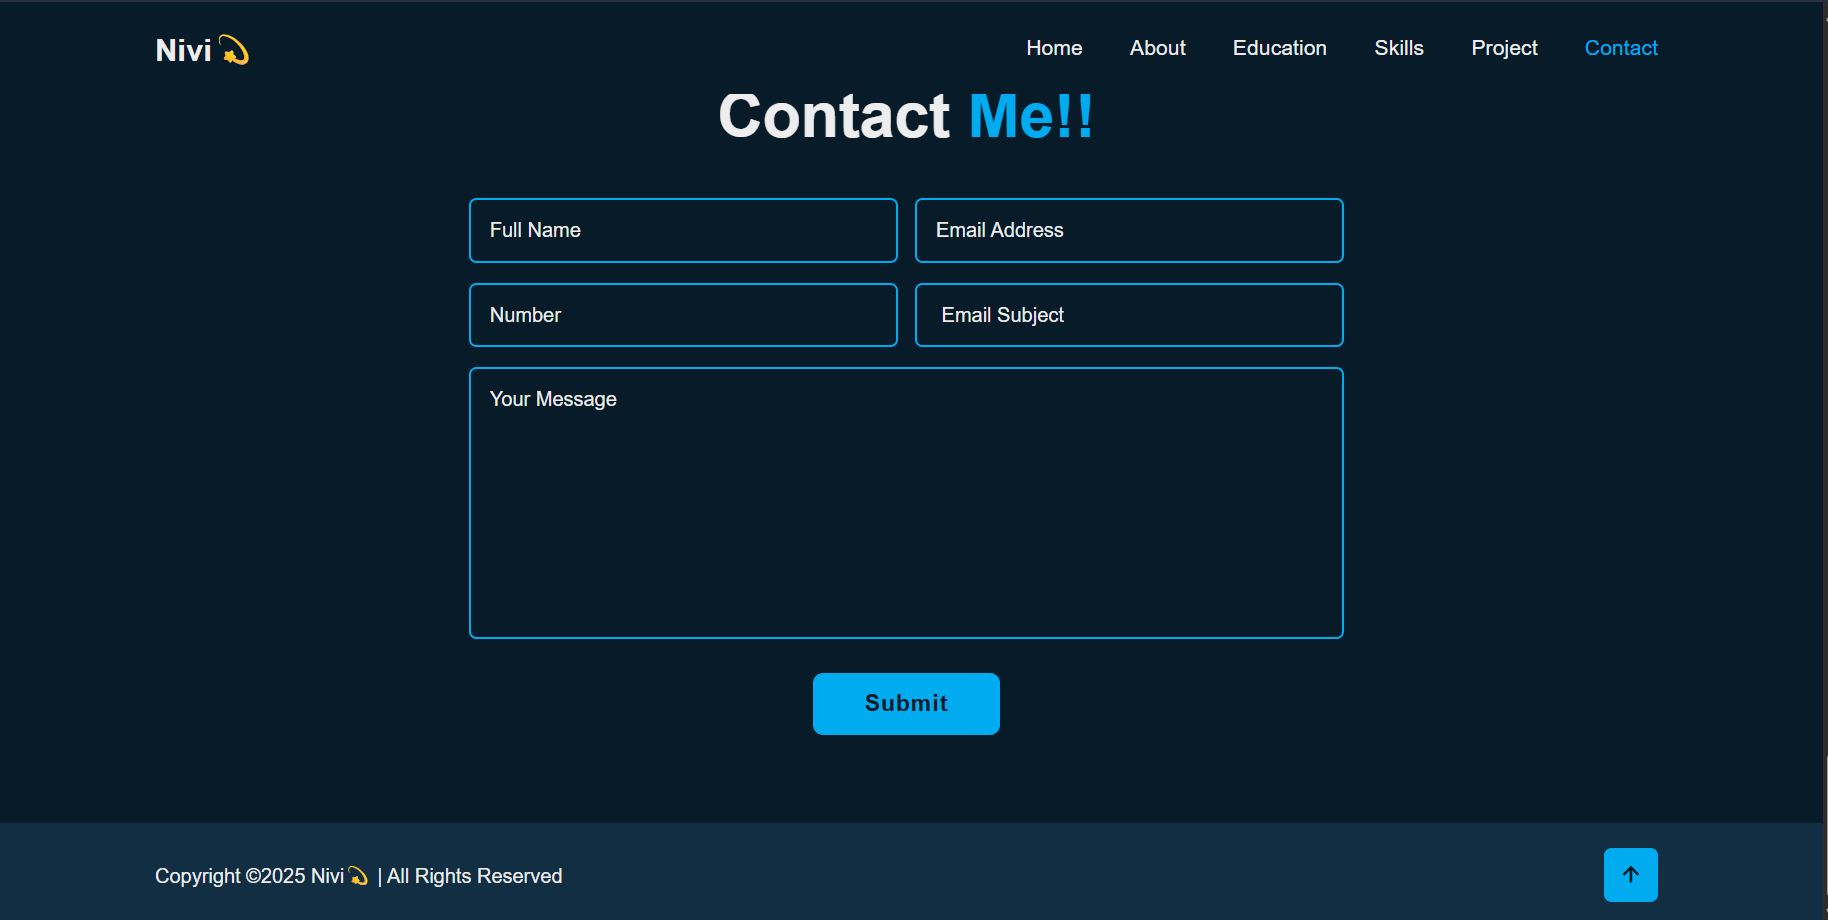 Nivi💫 Home About Education Skills Project Contact
Contact Me!!
Full Name Email Address
Number Email Subject
Your Message
Submit
Copyright ©2025 Nivi💫 | All Rights Reserved